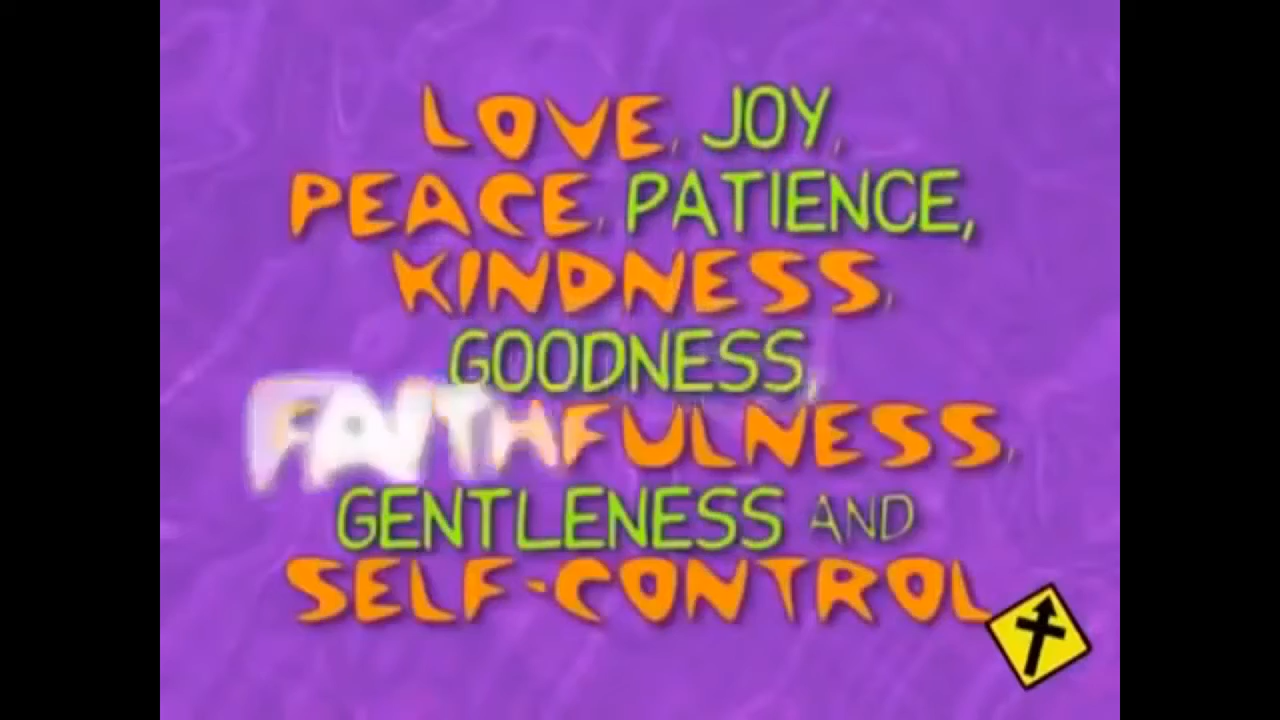 LOVE, JOY,
PEACE, PATIENCE,
KINDNESS,
GOODNESS,
FAITHFULNESS,
GENTLENESS AND
SELF-CONTROL